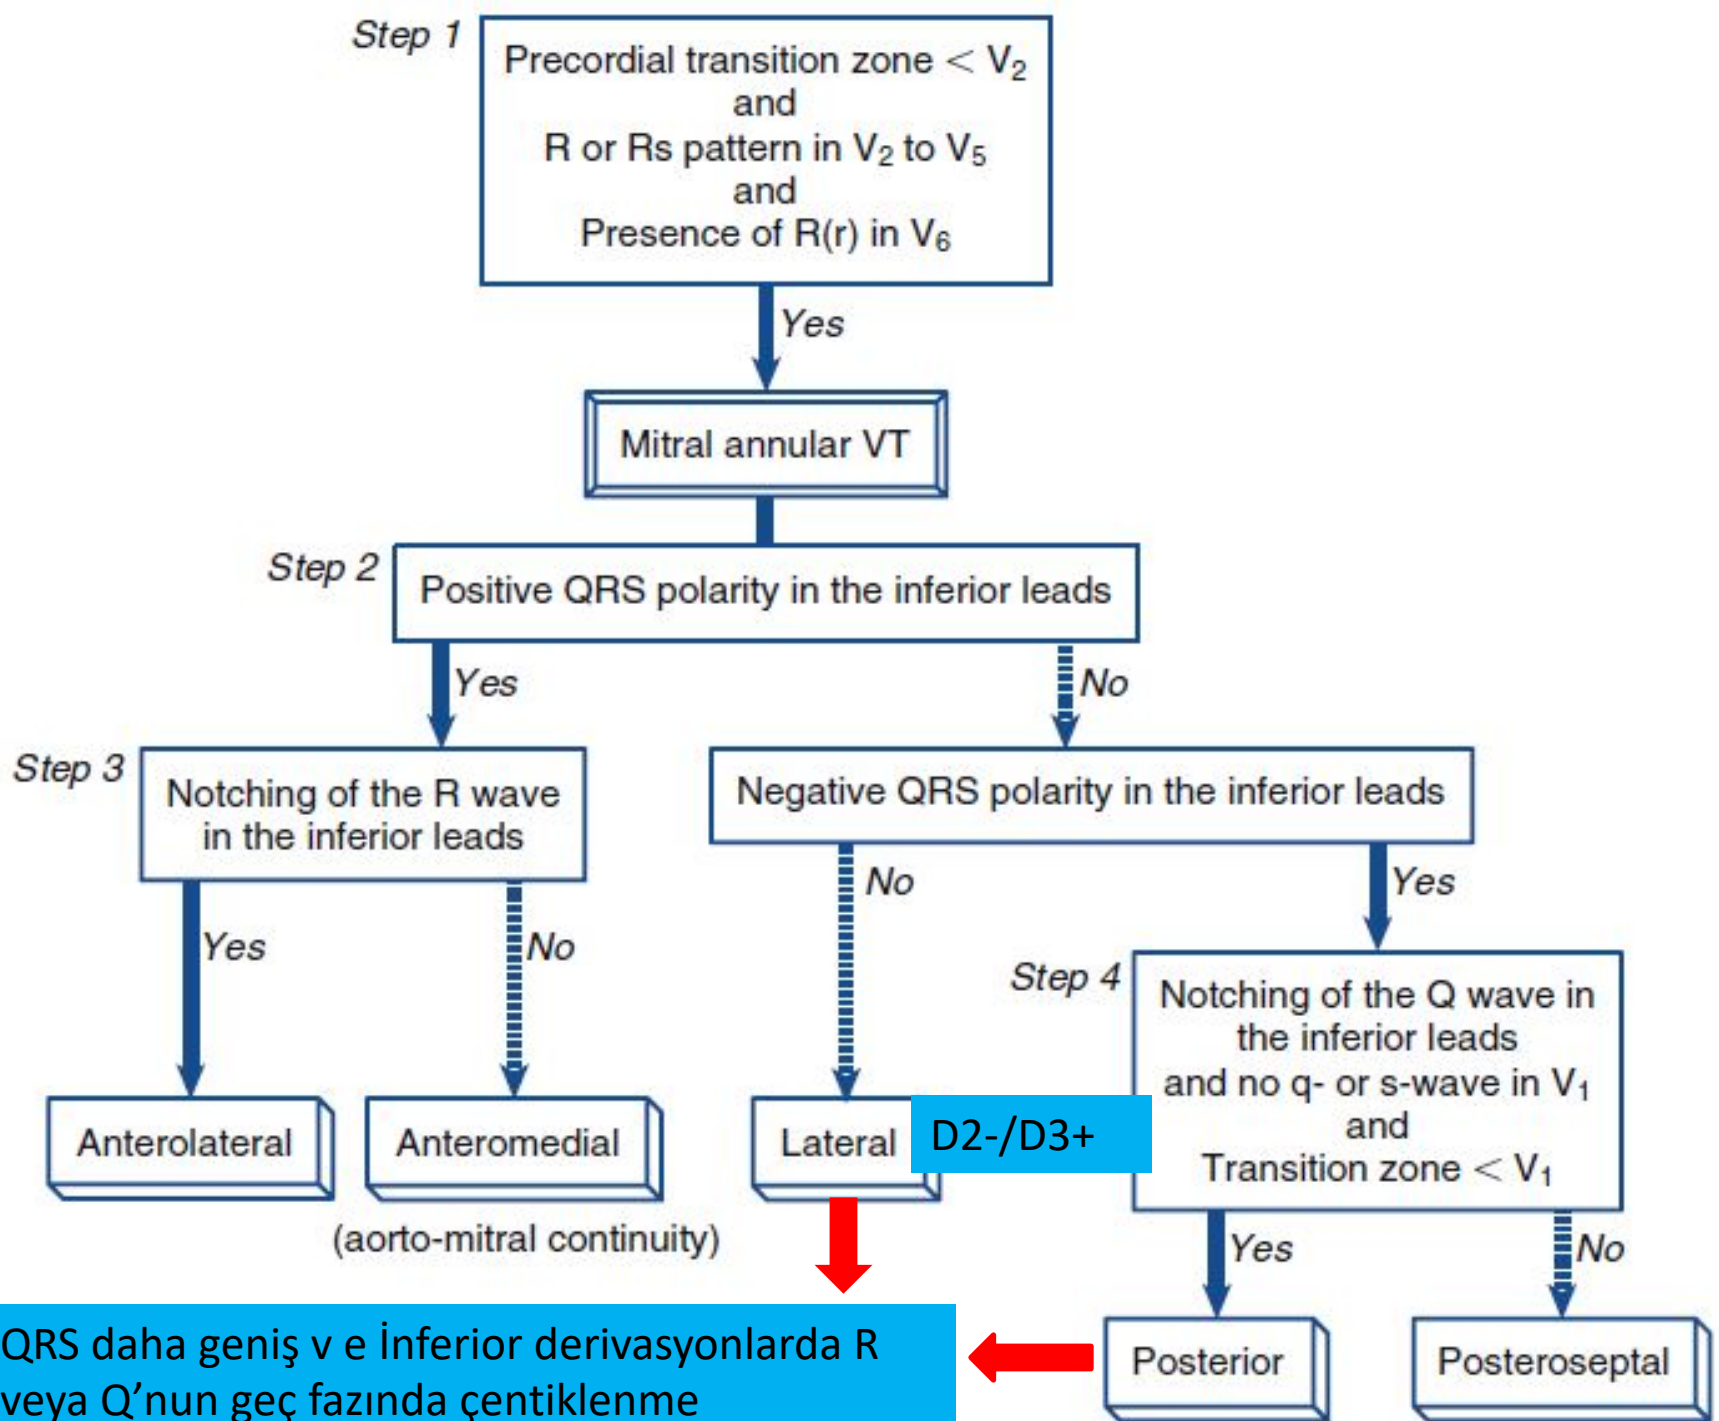 Step 1
Precordial transition zone < V2
and
R or Rs pattern in V2 to V5
and
Presence of R(r) in V6
Yes
Mitral annular VT
Step 2
Positive QRS polarity in the inferior leads
Yes
No
Step 3
Notching of the R wave
in the inferior leads
Negative QRS polarity in the inferior leads
Yes
No
No
Yes
Step 4
Notching of the Q wave in
the inferior leads
and no q- or s-wave in V1
and
Transition zone < V1
Anterolateral
Anteromedial
(aorto-mitral continuity)
Lateral
D2-/D3+
Yes
No
QRS daha geniş v e İnferior derivasyonlarda R
veya Q’nun geç fazında çentiklenme
Posterior
Posteroseptal